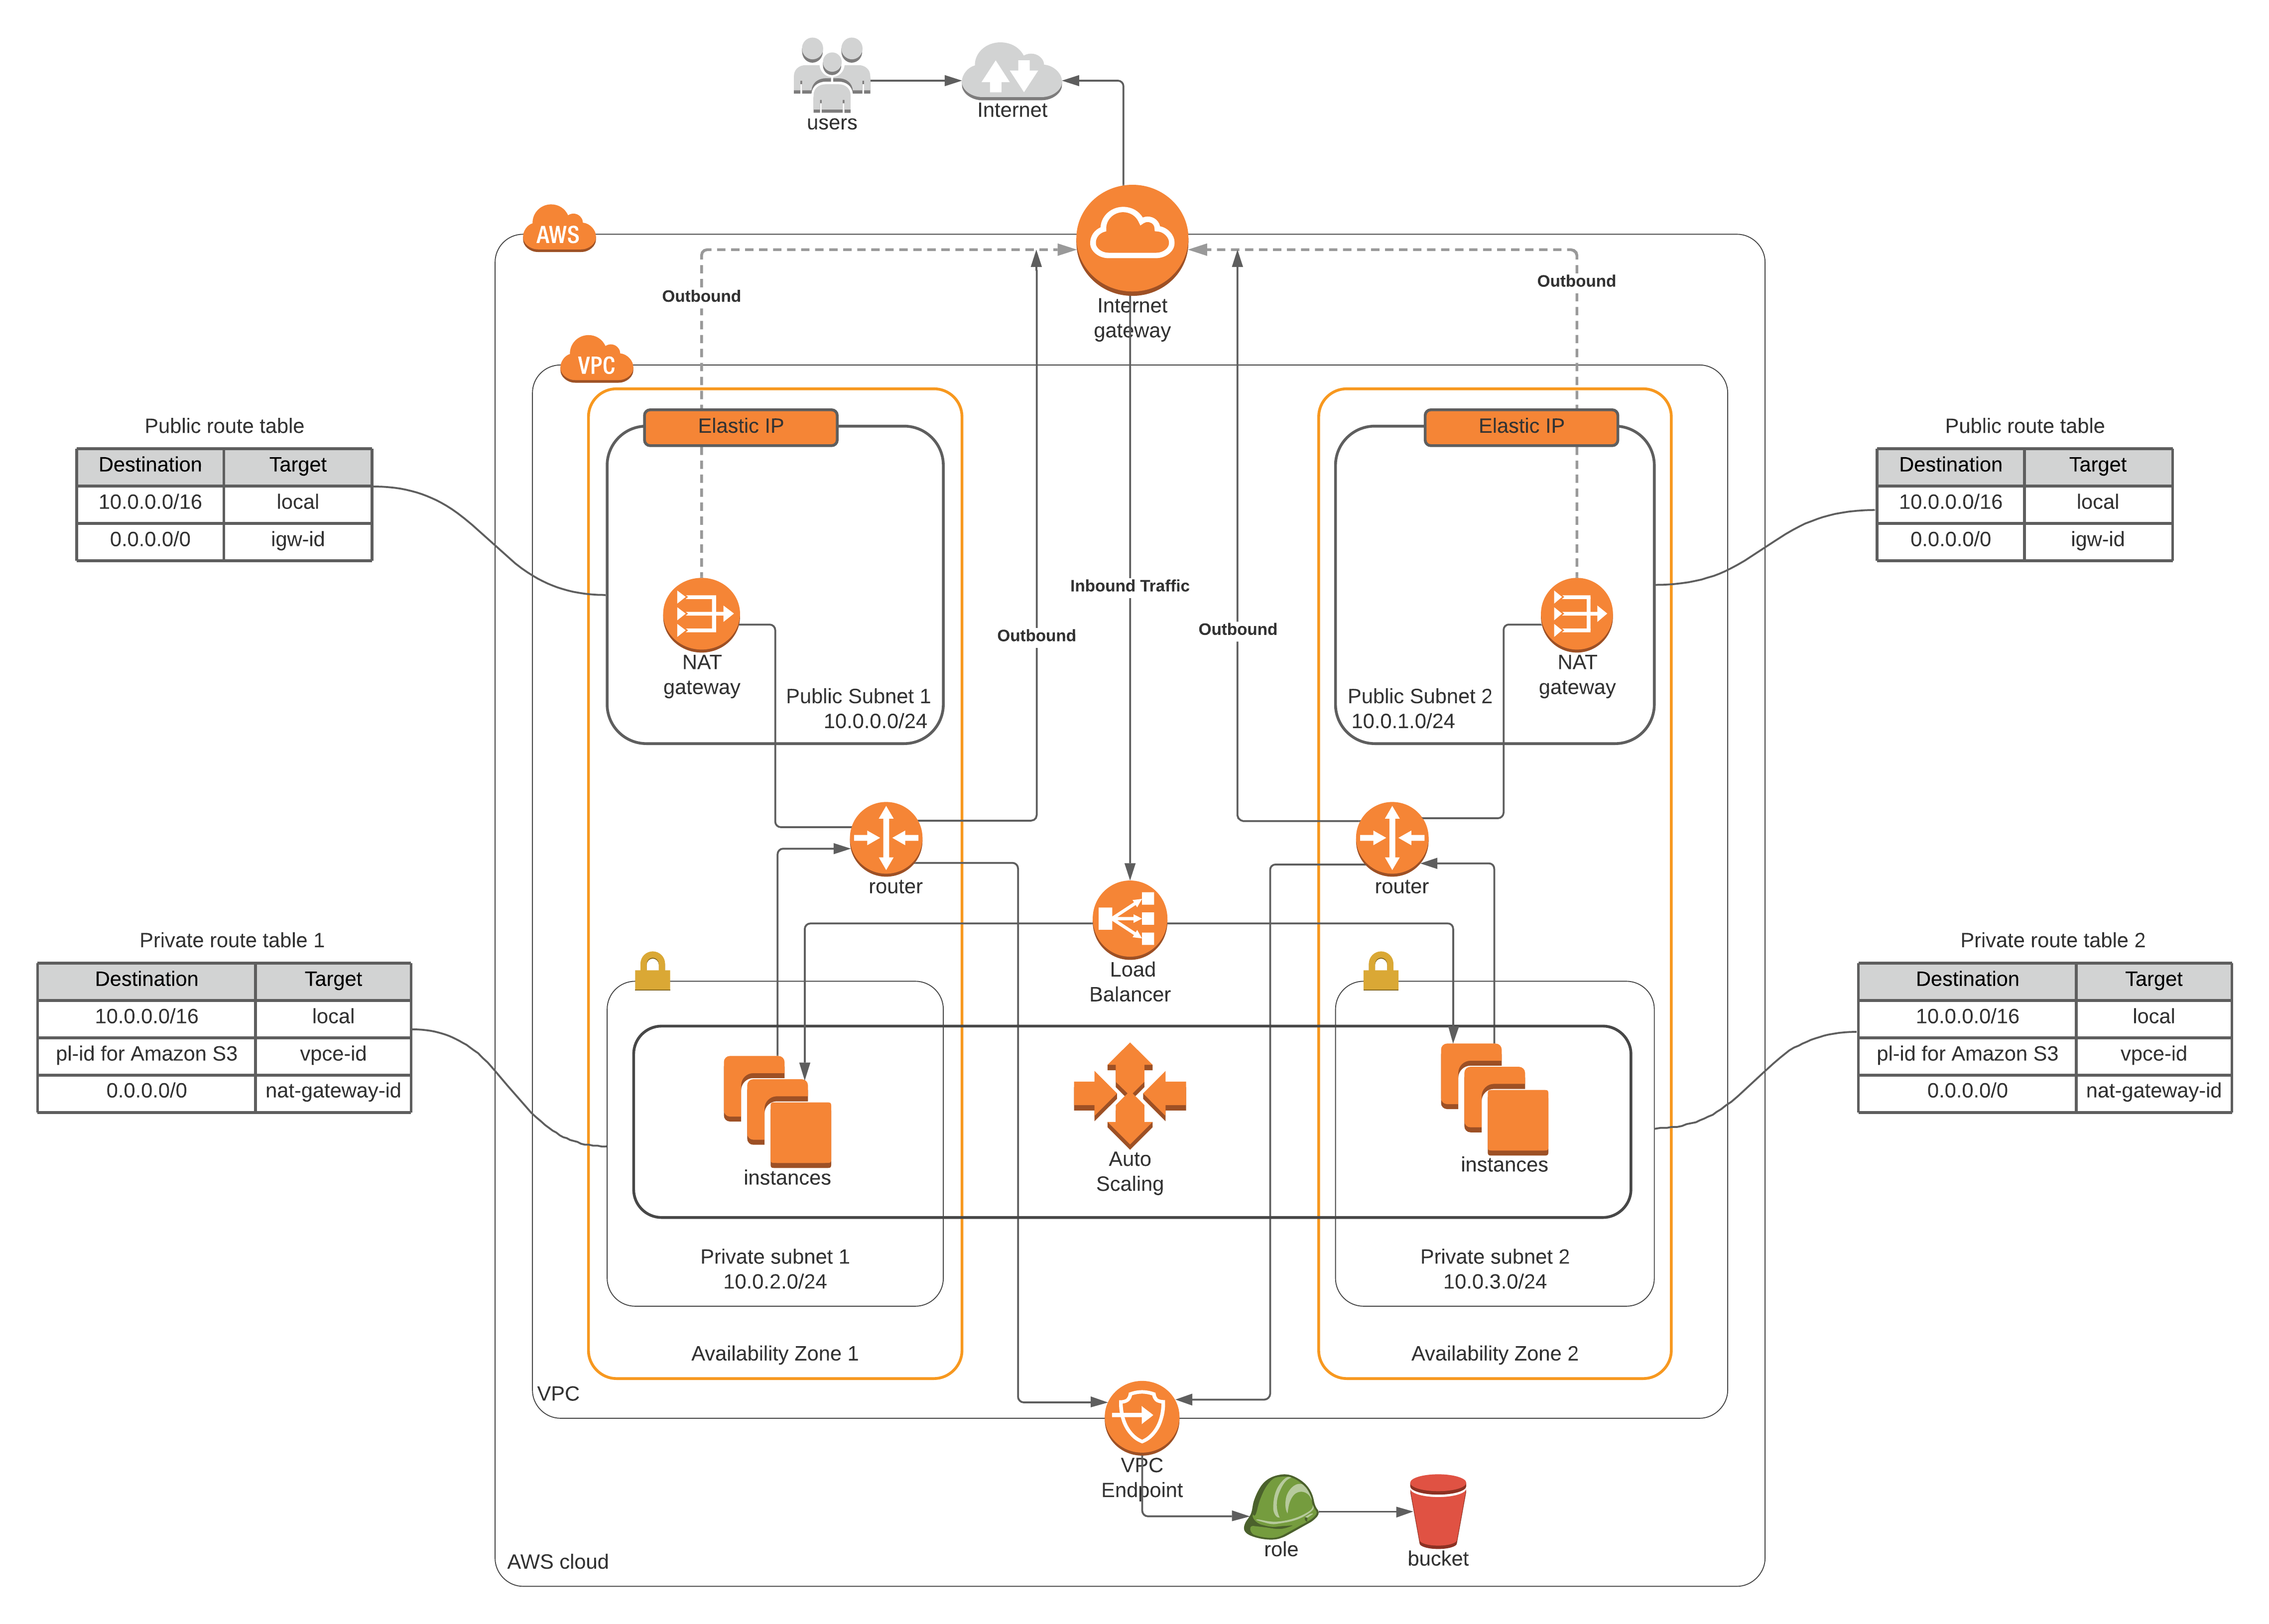 users
Internet
AWS
Internet
gateway
Outbound
Outbound
VPC
Public route table
Destination Target
10.0.0.0/16 local
0.0.0.0/0 igw-id
Elastic IP
Elastic IP
Public route table
Destination Target
10.0.0.0/16 local
0.0.0.0/0 igw-id
Inbound Traffic
Outbound
Outbound
NAT
gateway
Public Subnet 1
10.0.0.0/24
NAT
gateway
Public Subnet 2
10.0.1.0/24
router
router
Private route table 1
Destination Target
10.0.0.0/16 local
pl-id for Amazon S3 vpce-id
0.0.0.0/0 nat-gateway-id
Load
Balancer
Private route table 2
Destination Target
10.0.0.0/16 local
pl-id for Amazon S3 vpce-id
0.0.0.0/0 nat-gateway-id
instances
Auto
Scaling
instances
Private subnet 1
10.0.2.0/24
Private subnet 2
10.0.3.0/24
Availability Zone 1
Availability Zone 2
VPC
VPC
Endpoint
role
bucket
AWS cloud